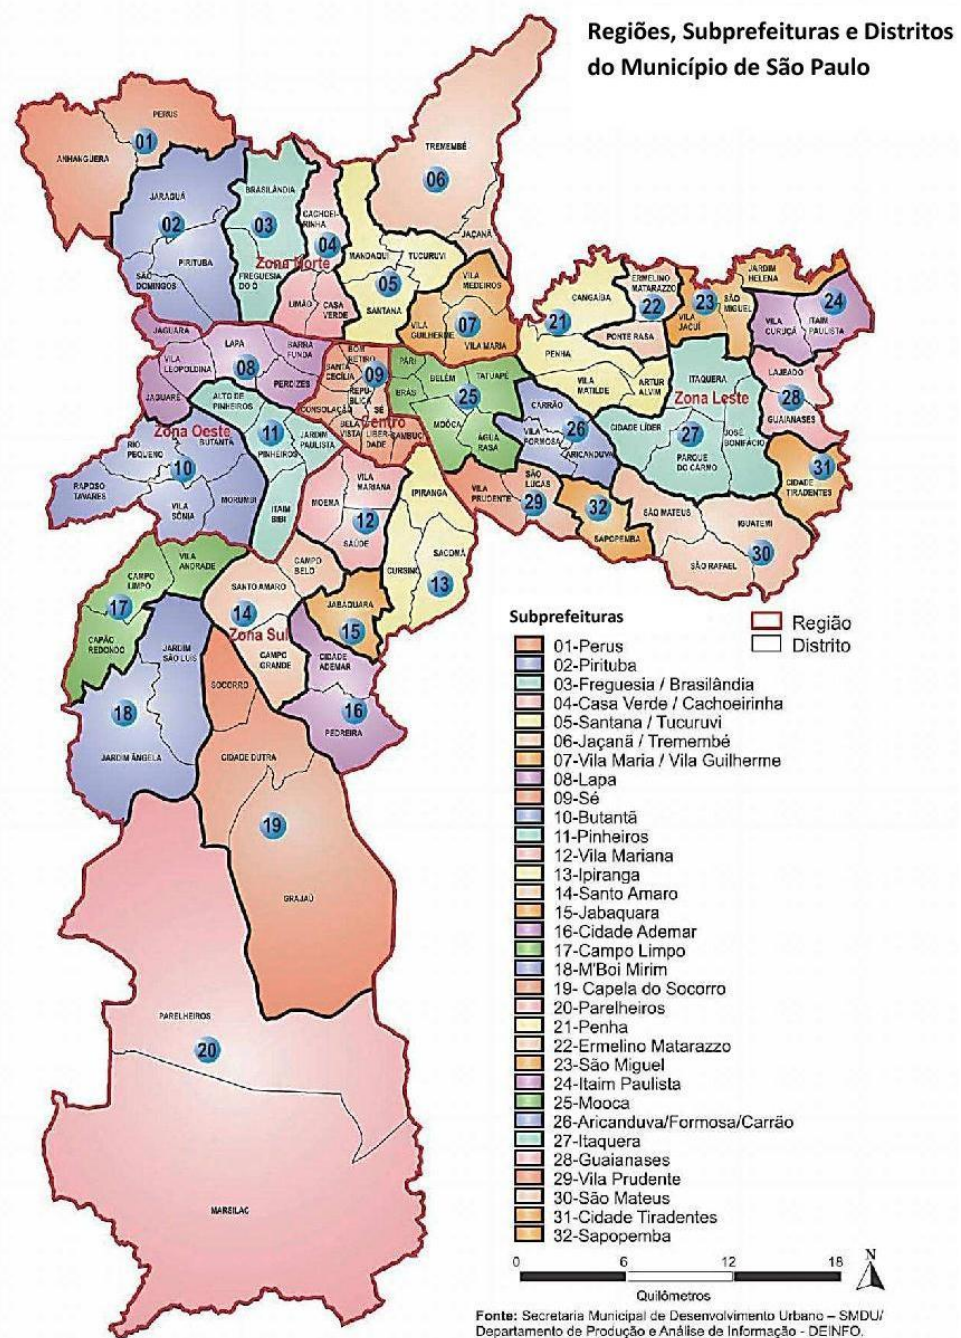 Regiões, Subprefeituras e Distritos
do Município de São Paulo
PERUS
01
ANHANGUERA
TREMEMBÉ
06
JARAGUÁ
02
PIRITUBA
SÃO
DOMINGOS
BRASILÂNDIA
03
FREGUESIA
DO Ó
CACHOEI-
RINHA
04
Zona Norte
LIMÃO
CASA
VERDE
JAÇANÃ
MANDAQUI
TUCURUVI
05
SANTANA
VILA
MEDEIROS
VILA
GUILHERME
07
VILA MARIA
CANGAÍBA
21
PENHA
VILA
MATILDE
ARTUR
ALVIM
ERMELINO
MATARAZZO
22
PONTE RASA
VILA
JACUÍ
23
SÃO
MIGUEL
JARDIM
HELENA
VILA
CURUÇÁ
24
ITAIM
PAULISTA
JAGUARA
VILA
LEOPOLDINA
LAPA
08
BARRA
FUNDA
PERDIZES
JAGUARÉ
BOM
RETIRO
SANTA
CECÍLIA
09
REPÚ-
BLICA
CONSOLAÇÃO
SÉ
Centro
BELA
VISTA
LIBER-
DADE
CAMBUCI
PARI
BRÁS
BELÉM
TATUAPÉ
25
MOÓCA
ÁGUA
RASA
CARRÃO
VILA
FORMOSA
26
ARICANDUVA
ITAQUERA
Zona Leste
CIDADE LÍDER
27
JOSÉ
BONIFÁCIO
PARQUE
DO CARMO
LAJEADO
28
GUAIANASES
31
CIDADE
TIRADENTES
ALTO DE
PINHEIROS
Zona Oeste
11
PINHEIROS
JARDIM
PAULISTA
ITAIM
BIBI
RIO
PEQUENO
BUTANTÃ
10
RAPOSO
TAVARES
VILA
SÔNIA
MORUMBI
MOEMA
VILA
MARIANA
12
SAÚDE
IPIRANGA
SACOMÃ
CURSINO
13
VILA
PRUDENTE
SÃO
LUCAS
29
32
SAPOPEMBA
SÃO MATEUS
IGUATEMI
30
SÃO RAFAEL
VILA
ANDRADE
CAMPO
LIMPO
17
CAPÃO
REDONDO
CAMPO
BELO
SANTO AMARO
14
Zona Sul
CAMPO
GRANDE
JABAQUARA
15
CIDADE
ADEMAR
16
PEDREIRA
JARDIM
SÃO LUÍS
18
JARDIM ÂNGELA
SOCORRO
CIDADE DUTRA
19
GRAJAÚ
PARELHEIROS
20
MARSILAC
Subprefeituras
Região
Distrito
01-Perus
02-Pirituba
03-Freguesia / Brasilândia
04-Casa Verde / Cachoeirinha
05-Santana / Tucuruvi
06-Jaçanã / Tremembé
07-Vila Maria / Vila Guilherme
08-Lapa
09-Sé
10-Butantã
11-Pinheiros
12-Vila Mariana
13-Ipiranga
14-Santo Amaro
15-Jabaquara
16-Cidade Ademar
17-Campo Limpo
18-M'Boi Mirim
19- Capela do Socorro
20-Parelheiros
21-Penha
22-Ermelino Matarazzo
23-São Miguel
24-Itaim Paulista
25-Mooca
26-Aricanduva/Formosa/Carrão
27-Itaquera
28-Guaianases
29-Vila Prudente
30-São Mateus
31-Cidade Tiradentes
32-Sapopemba
0 6 12 18
Quilômetros
N
Fonte: Secretaria Municipal de Desenvolvimento Urbano – SMDU/
Departamento de Produção e Análise de Informação - DEINFO.